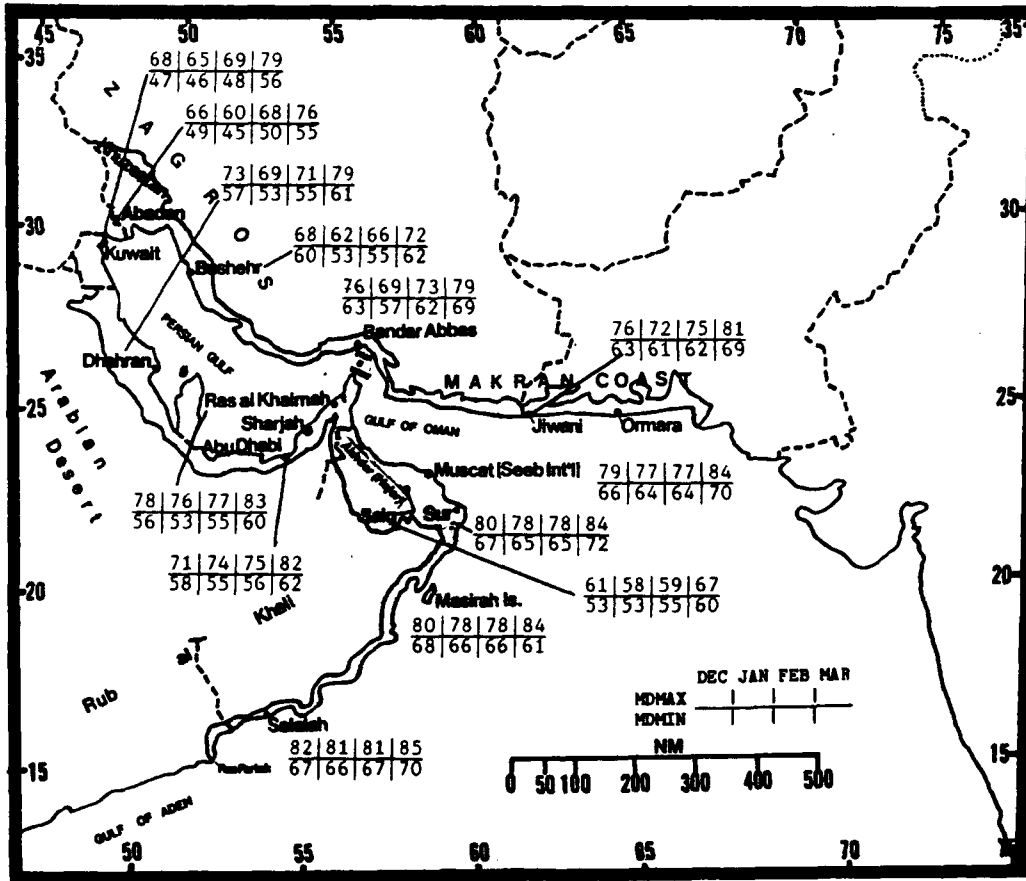 45 50 55 60 65 70 75 35
35
68 65 69 79
47 46 48 56
66 60 68 76
49 45 50 55
ZAGROS
73 69 71 79
57 53 55 61
Abadan
30 30
Kuwait
Bushehr
68 62 66 72
60 53 55 62
76 69 73 79
63 57 62 69
Bandar Abbas
PERSIAN GULF
76 72 75 81
63 61 62 69
Dhahran
MAKRAN COAST
Arabian Desert
Ras al Khaimah
25 25
GULF OF OMAN
Jiwani Ormara
Sharjah
Abu Dhabi
Muscat (Seeb Int'l)
79 77 77 84
66 64 64 70
78 76 77 83
56 53 55 60
Sur
80 78 78 84
67 65 65 72
71 74 75 82
58 55 56 62
61 58 59 67
53 53 55 60
20 20
Masirah Is.
Rub al Khali
80 78 78 84
68 66 66 61
DEC JAN FEB MAR
MDMAX
MDMIN
Salalah
82 81 81 85
67 66 67 70
NM
0 50 100 200 300 400 500
15 15
GULF OF ADEN
50 55 60 65 70